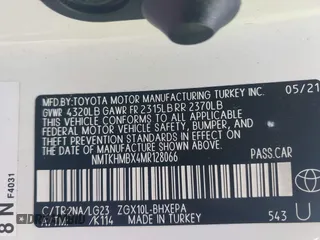 MFD. BY: TOYOTA MOTOR MANUFACTURING TURKEY INC. 05/21
GVWR 4320LB GAWR FR 2315LB RR 2370LB
THIS VEHICLE CONFORMS TO ALL APPLICABLE
FEDERAL MOTOR VEHICLE SAFETY, BUMPER, AND
THEFT PREVENTION STANDARDS IN EFFECT ON
THE DATE OF MANUFACTURE SHOWN ABOVE.
NMTKHMBX4MR128066 PASS.CAR
C/TR:2NA/LG23 ZGX10L-BHXEPA
A/TM: /K114 MADE IN TURKEY 543 U
8 N F4031